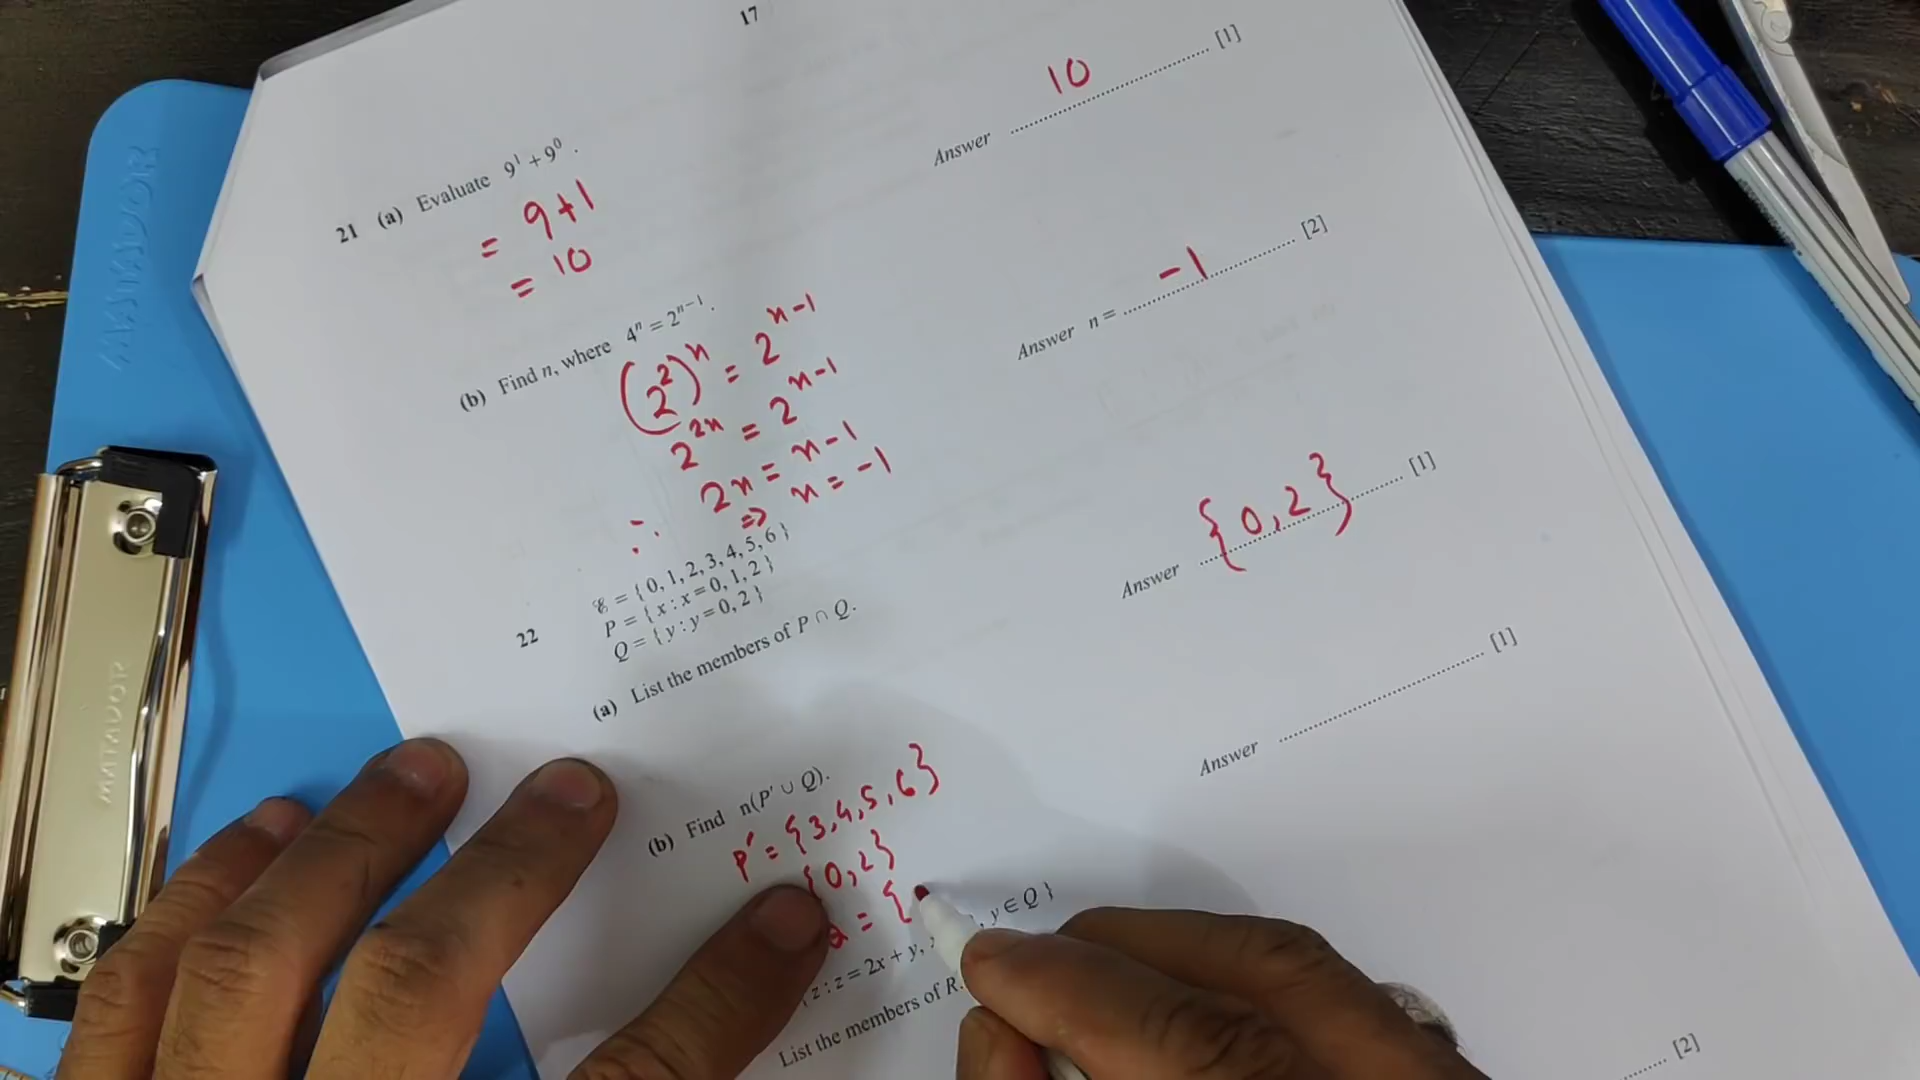 17
21 (a) Evaluate 9¹ + 9⁰ .
= 9+1
= 10
Answer 10 [1]
(b) Find n, where 4ⁿ = 2ⁿ⁻¹ .
(2²)ⁿ = 2ⁿ⁻¹
2²ⁿ = 2ⁿ⁻¹
∴ 2n = n-1
⇒ n = -1
Answer n = -1 [2]
22 ℰ = { 0, 1, 2, 3, 4, 5, 6 }
P = { x : x = 0, 1, 2 }
Q = { y : y = 0, 2 }
(a) List the members of P ∩ Q.
Answer {0,2} [1]
(b) Find n(P′ ∪ Q).
P′ = {3,4,5,6}
{0,2}
= {
Answer [1]
z : z = 2x + y, , y ∈ Q }
List the members of R.
[2]
MATADOR
MATADOR